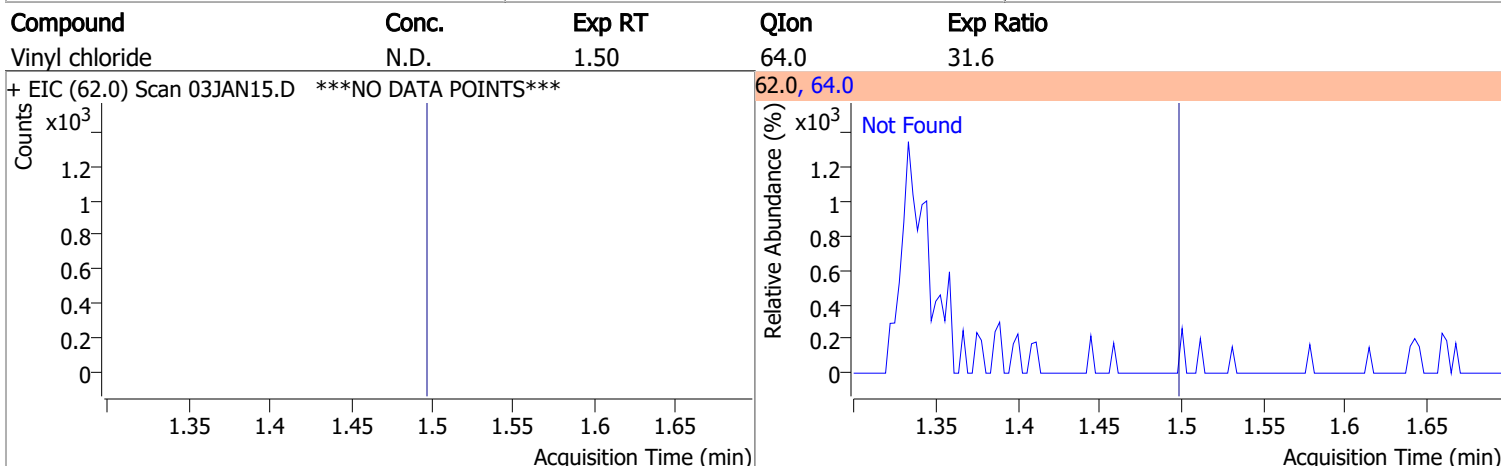 Compound Conc. Exp RT QIon Exp Ratio
Vinyl chloride N.D. 1.50 64.0 31.6
+ EIC (62.0) Scan 03JAN15.D ***NO DATA POINTS***
Counts
x10³
1.2
1
0.8
0.6
0.4
0.2
0
1.35 1.4 1.45 1.5 1.55 1.6 1.65
Acquisition Time (min)
62.0, 64.0
Relative Abundance (%)
x10³
Not Found
1.2
1
0.8
0.6
0.4
0.2
0
1.35 1.4 1.45 1.5 1.55 1.6 1.65
Acquisition Time (min)